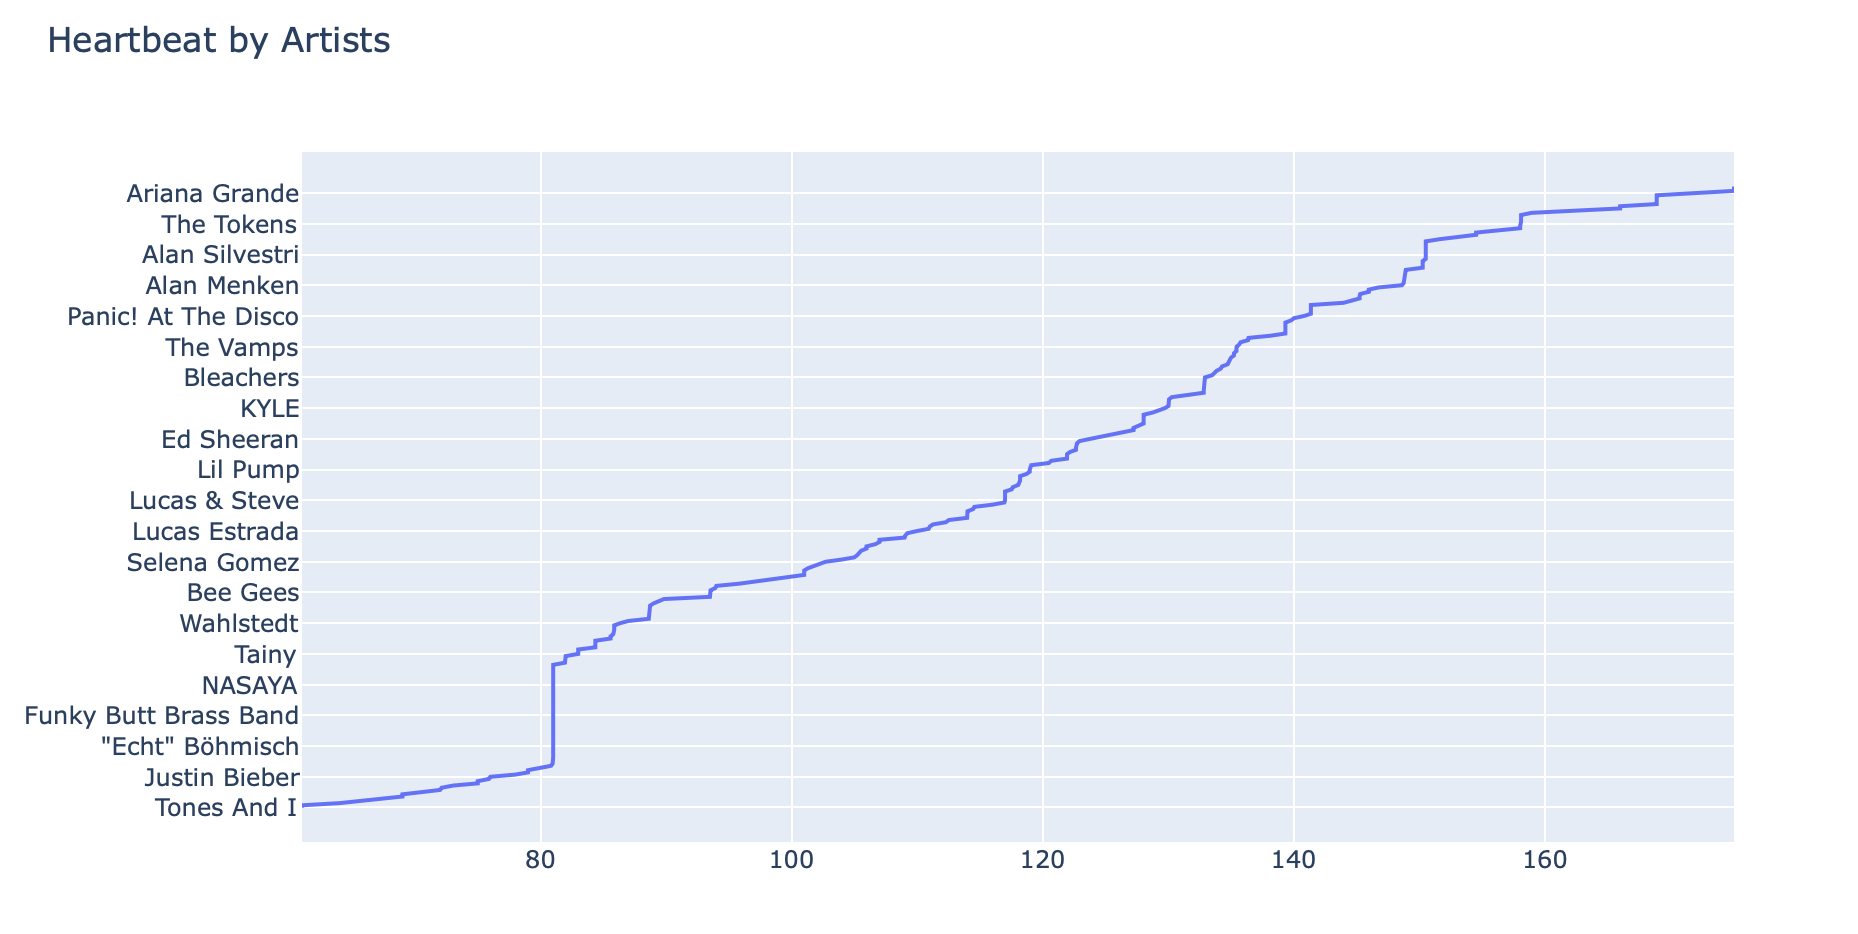 Heartbeat by Artists
Ariana Grande
The Tokens
Alan Silvestri
Alan Menken
Panic! At The Disco
The Vamps
Bleachers
KYLE
Ed Sheeran
Lil Pump
Lucas & Steve
Lucas Estrada
Selena Gomez
Bee Gees
Wahlstedt
Tainy
NASAYA
Funky Butt Brass Band
"Echt" Böhmisch
Justin Bieber
Tones And I
80 100 120 140 160